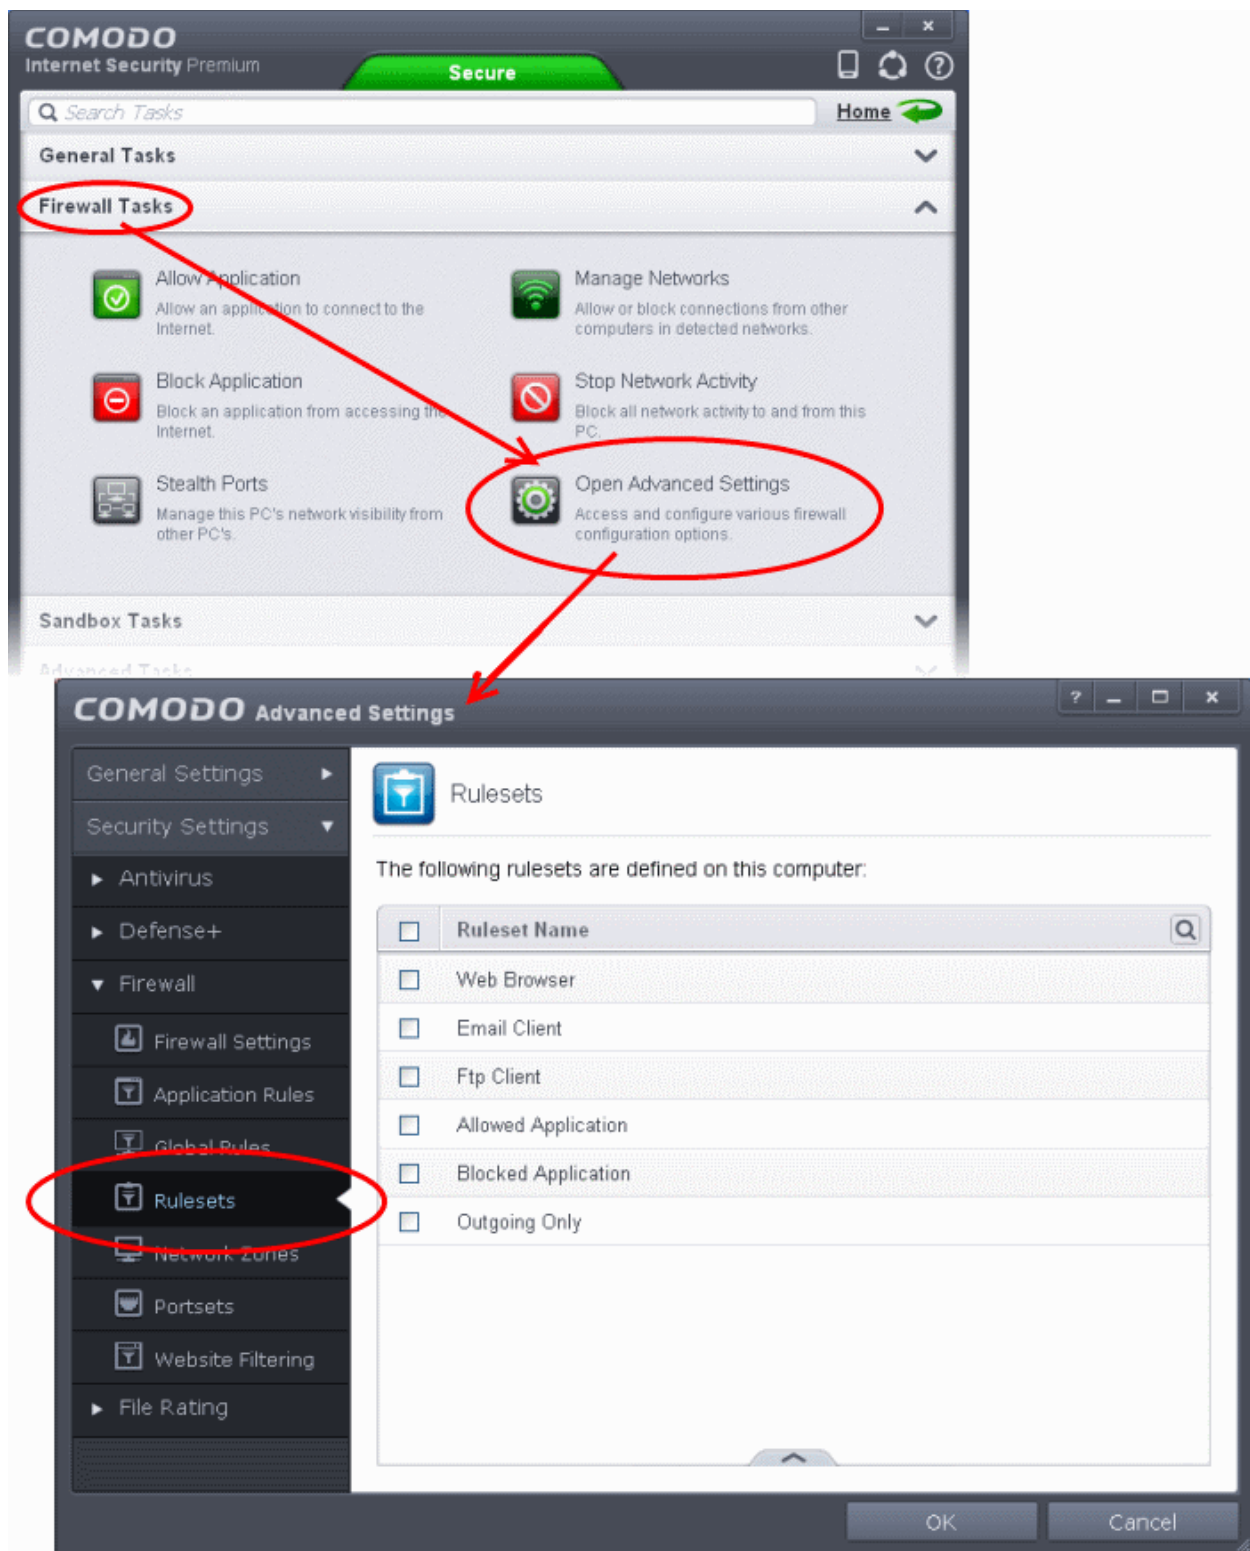 COMODO
Internet Security Premium
Secure
Search Tasks
Home
General Tasks
Firewall Tasks
Allow Application
Allow an application to connect to the
Internet.
Manage Networks
Allow or block connections from other
computers in detected networks.
Block Application
Block an application from accessing the
Internet.
Stop Network Activity
Block all network activity to and from this
PC.
Stealth Ports
Manage this PC's network visibility from
other PC's.
Open Advanced Settings
Access and configure various firewall
configuration options.
Sandbox Tasks
Advanced Tasks
COMODO Advanced Settings
General Settings
Security Settings
Antivirus
Defense+
Firewall
Firewall Settings
Application Rules
Global Rules
Rulesets
Network Zones
Portsets
Website Filtering
File Rating
Rulesets
The following rulesets are defined on this computer:
Ruleset Name
Web Browser
Email Client
Ftp Client
Allowed Application
Blocked Application
Outgoing Only
OK
Cancel